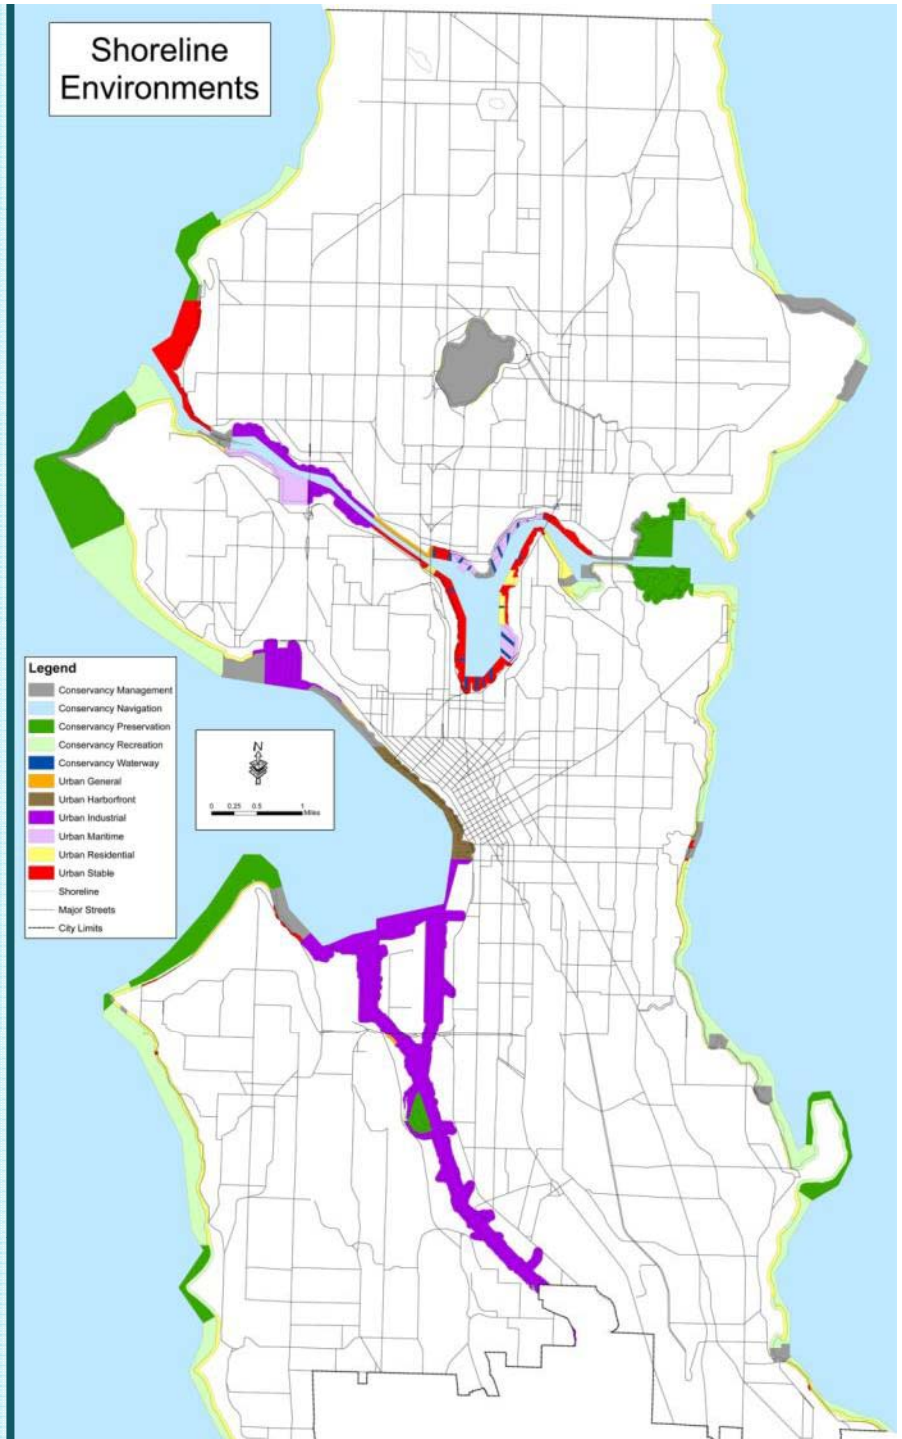 Shoreline
Environments
Legend
Conservancy Management
Conservancy Navigation
Conservancy Preservation
Conservancy Recreation
Conservancy Waterway
Urban General
Urban Harborfront
Urban Industrial
Urban Maritime
Urban Residential
Urban Stable
Shoreline
Major Streets
City Limits
N
0 0.25 0.5 1
Miles